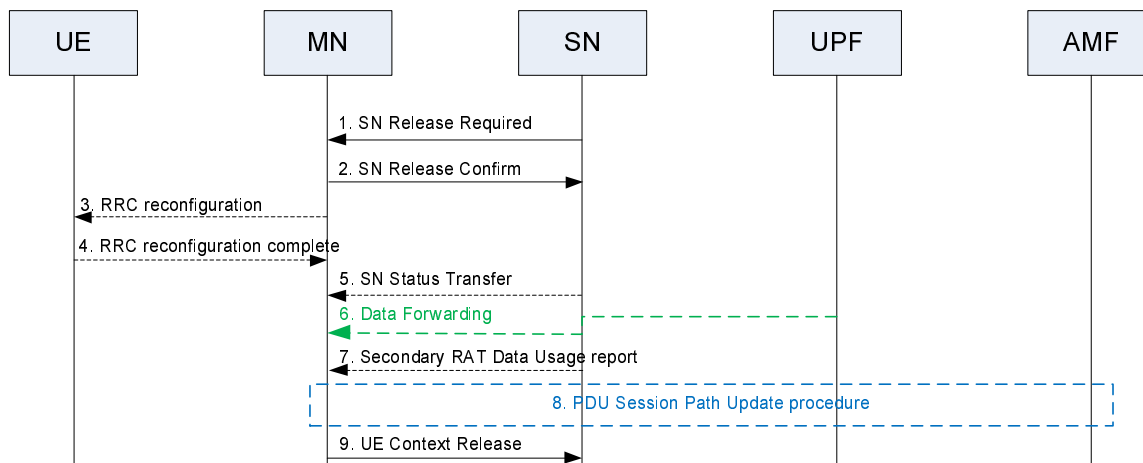 UE
MN
SN
UPF
AMF
1. SN Release Required
2. SN Release Confirm
3. RRC reconfiguration
4. RRC reconfiguration complete
5. SN Status Transfer
6. Data Forwarding
7. Secondary RAT Data Usage report
8. PDU Session Path Update procedure
9. UE Context Release